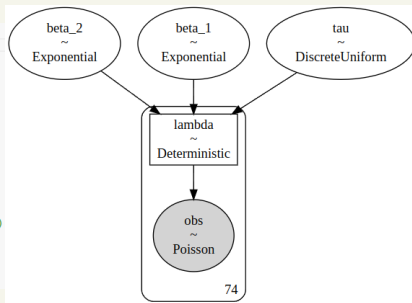 beta_2
~
Exponential
beta_1
~
Exponential
tau
~
DiscreteUniform
lambda
~
Deterministic
obs
~
Poisson
74